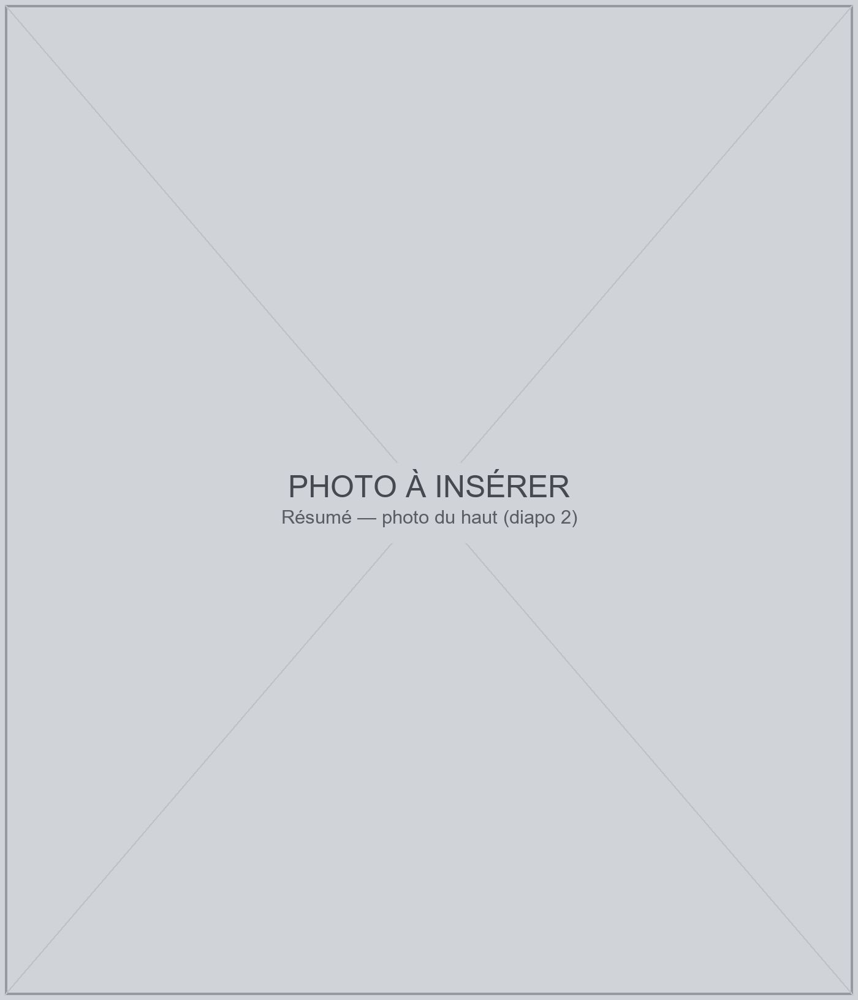 PHOTO À INSÉRER
Résumé — photo du haut (diapo 2)